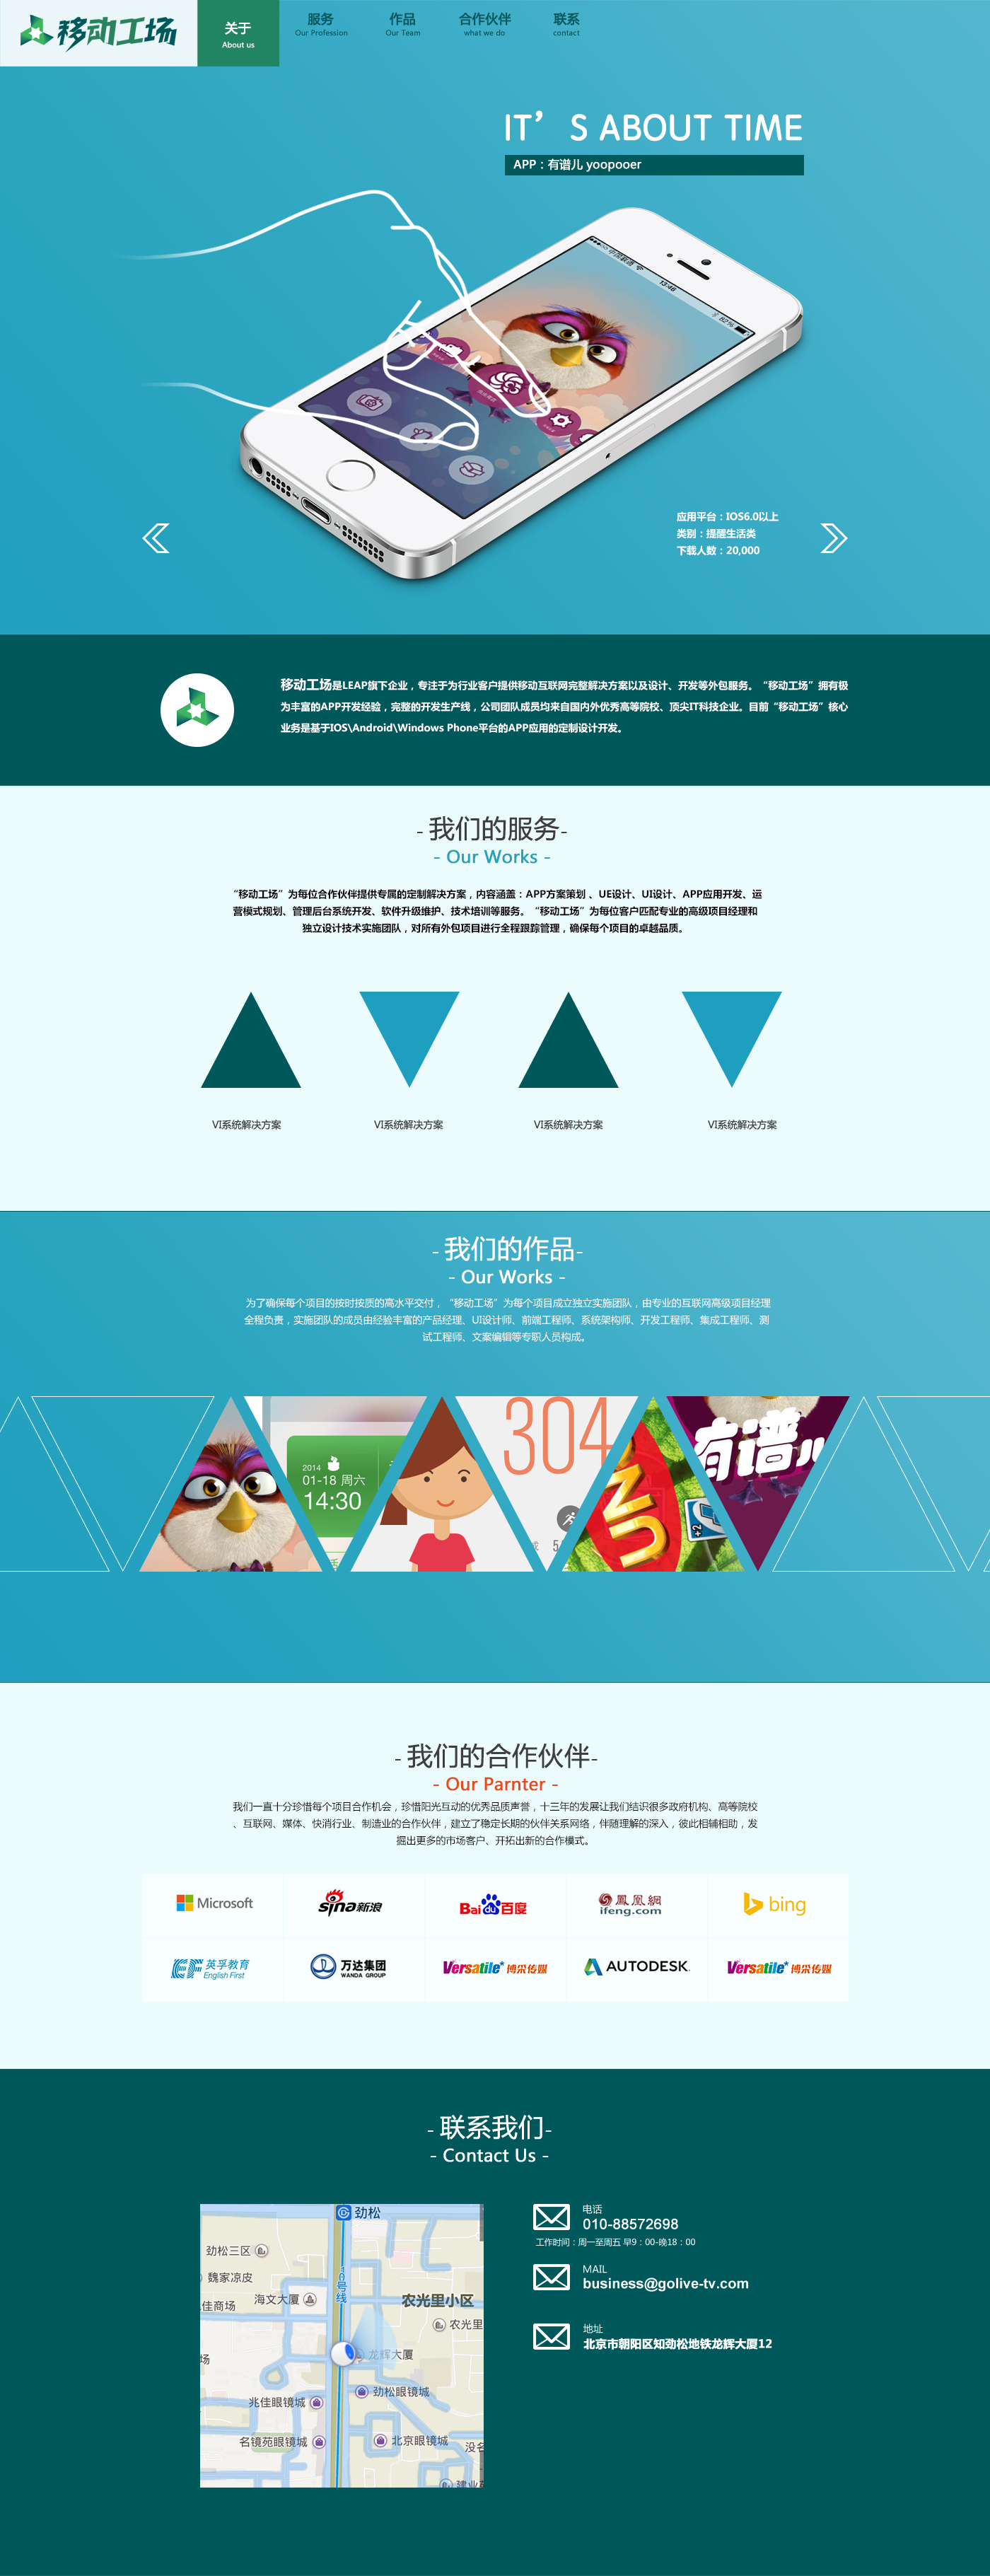 移动工场
关于
About us
服务
Our Profession
作品
Our Team
合作伙伴
what we do
联系
contact
IT’S ABOUT TIME
APP：有谱儿 yoopooer
中国联通
13:46
82%
应用平台：IOS6.0以上
类别：提醒生活类
下载人数：20,000
移动工场是LEAP旗下企业，专注于为行业客户提供移动互联网完整解决方案以及设计、开发等外包服务。“移动工场”拥有极
为丰富的APP开发经验，完整的开发生产线，公司团队成员均来自国内外优秀高等院校、顶尖IT科技企业。目前“移动工场”核心
业务是基于IOS\Android\Windows Phone平台的APP应用的定制设计开发。
- 我们的服务-
- Our Works -
“移动工场”为每位合作伙伴提供专属的定制解决方案，内容涵盖：APP方案策划 、UE设计、UI设计、APP应用开发、运
营模式规划、管理后台系统开发、软件升级维护、技术培训等服务。“移动工场”为每位客户匹配专业的高级项目经理和
独立设计技术实施团队，对所有外包项目进行全程跟踪管理，确保每个项目的卓越品质。
VI系统解决方案
VI系统解决方案
VI系统解决方案
VI系统解决方案
- 我们的作品-
- Our Works -
为了确保每个项目的按时按质的高水平交付，“移动工场”为每个项目成立独立实施团队，由专业的互联网高级项目经理
全程负责，实施团队的成员由经验丰富的产品经理、UI设计师、前端工程师、系统架构师、开发工程师、集成工程师、测
试工程师、文案编辑等专职人员构成。
2014
01-18 周六
14:30
304
5
UN
+2
有谱儿
- 我们的合作伙伴-
- Our Parnter -
我们一直十分珍惜每个项目合作机会，珍惜阳光互动的优秀品质声誉，十三年的发展让我们结识很多政府机构、高等院校
、互联网、媒体、快消行业、制造业的合作伙伴，建立了稳定长期的伙伴关系网络，伴随理解的深入，彼此相辅相助，发
掘出更多的市场客户、开拓出新的合作模式。
Microsoft
sina新浪
Bai du 百度
鳳凰網
ifeng.com
bing
EF 英孚教育
English First
万达集团
WANDA GROUP
Versatile 博采传媒
AUTODESK
Versatile 博采传媒
- 联系我们-
- Contact Us -
劲松
劲松三区
魏家凉皮
10号线
海文大厦
佳商场
农光里小区
农光里
场
龙辉大厦
劲松眼镜城
兆佳眼镜城
名镜苑眼镜城
北京眼镜城
没名
电话
010-88572698
工作时间：周一至周五 早9：00-晚18：00
MAIL
business@golive-tv.com
地址
北京市朝阳区知劲松地铁龙辉大厦12